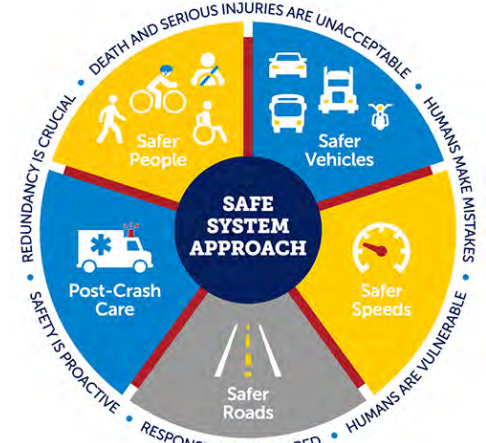 DEATH AND SERIOUS INJURIES ARE UNACCEPTABLE
HUMANS MAKE MISTAKES
HUMANS ARE VULNERABLE
SAFETY IS PROACTIVE
REDUNDANCY IS CRUCIAL
Safer
People
Safer
Vehicles
SAFE
SYSTEM
APPROACH
Post-Crash
Care
Safer
Speeds
Safer
Roads